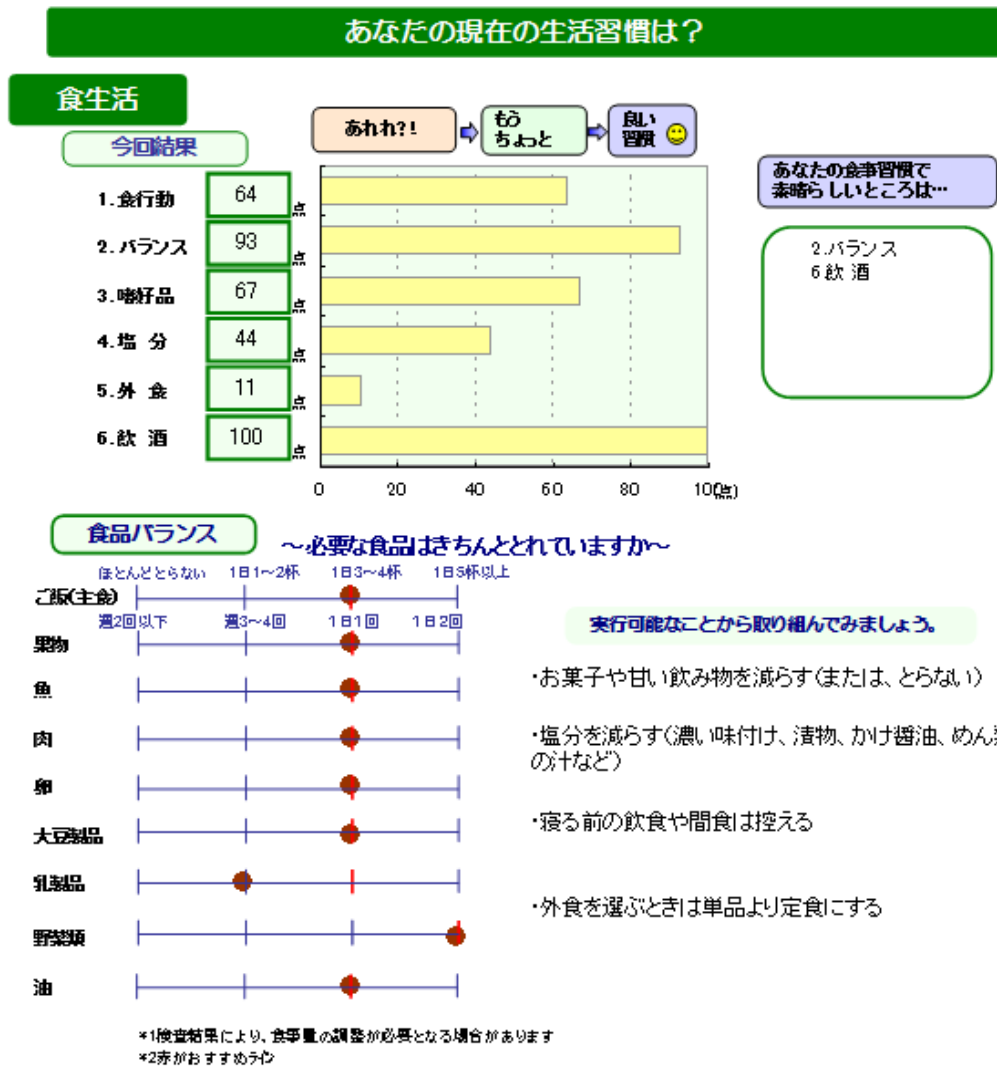 あなたの現在の生活習慣は?
食生活
今回結果
あれれ?!
もう
ちょっと
良い
習慣
1.食行動
64
点
2.バランス
93
点
3.嗜好品
67
点
4.塩 分
44
点
5.外 食
11
点
6.飲 酒
100
点
0 20 40 60 80 100(点)
あなたの食事習慣で
素晴らしいところは…
2.バランス
6.飲 酒
食品バランス
～必要な食品はきちんととれていますか～
ほとんどとらない 1日1～2杯 1日3～4杯 1日5杯以上
ご飯(主食)
週2回以下 週3～4回 1日1回 1日2回
果物
魚
肉
卵
大豆製品
乳製品
野菜類
油
*1検査結果により、食事量の調整が必要となる場合があります
*2赤がおすすめライン
実行可能なことから取り組んでみましょう。
・お菓子や甘い飲み物を減らす(または、とらない)
・塩分を減らす(濃い味付け、漬物、かけ醤油、めん類
の汁など)
・寝る前の飲食や間食は控える
・外食を選ぶときは単品より定食にする